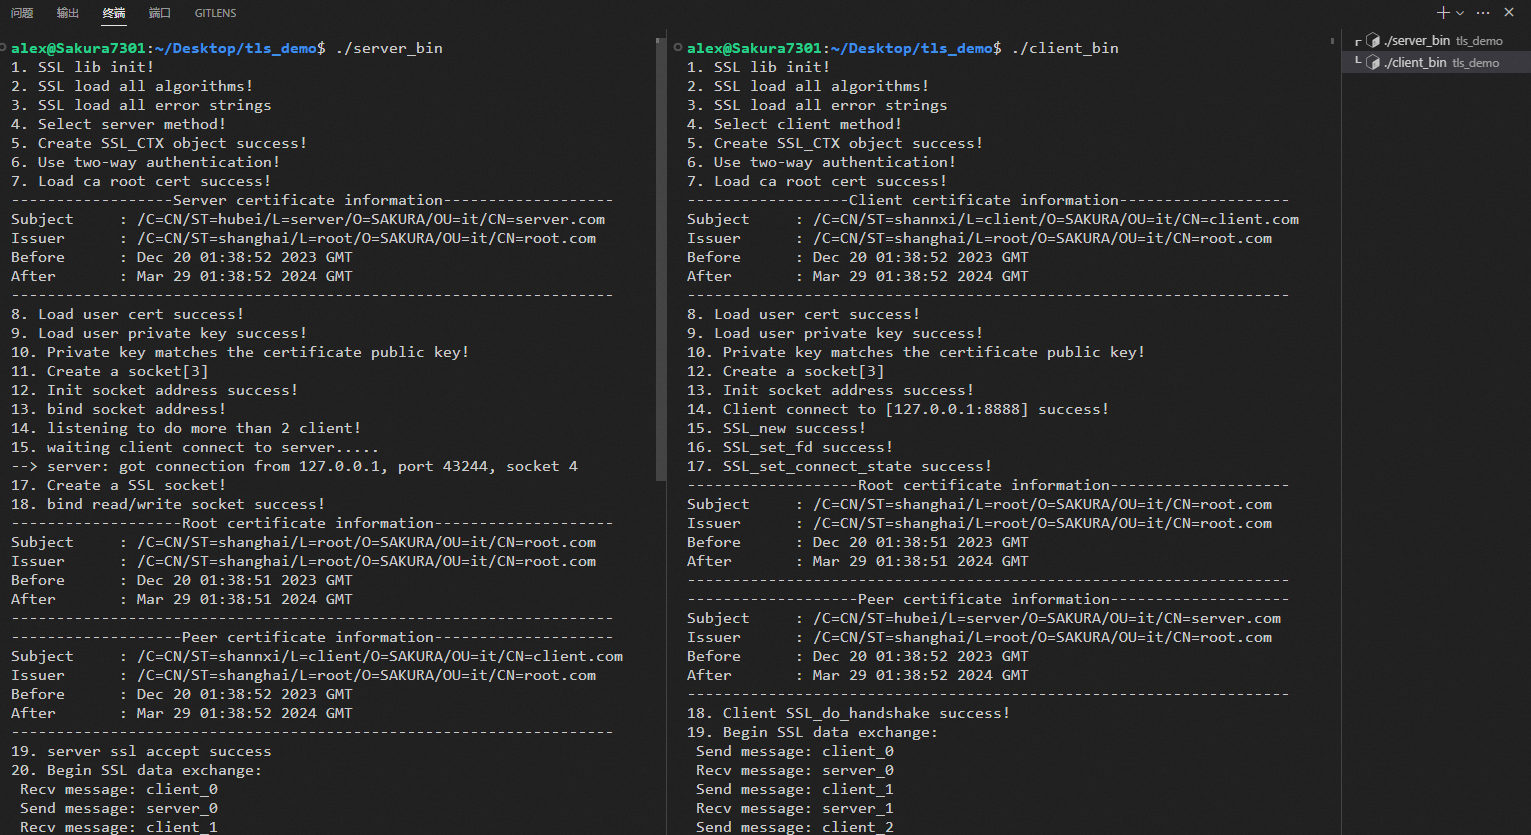 问题 输出 终端 端口 GITLENS
alex@Sakura7301:~/Desktop/tls_demo$ ./server_bin
1. SSL lib init!
2. SSL load all algorithms!
3. SSL load all error strings
4. Select server method!
5. Create SSL_CTX object success!
6. Use two-way authentication!
7. Load ca root cert success!
------------------Server certificate information-------------------
Subject     : /C=CN/ST=hubei/L=server/O=SAKURA/OU=it/CN=server.com
Issuer      : /C=CN/ST=shanghai/L=root/O=SAKURA/OU=it/CN=root.com
Before      : Dec 20 01:38:52 2023 GMT
After       : Mar 29 01:38:52 2024 GMT
-------------------------------------------------------------------
8. Load user cert success!
9. Load user private key success!
10. Private key matches the certificate public key!
11. Create a socket[3]
12. Init socket address success!
13. bind socket address!
14. listening to do more than 2 client!
15. waiting client connect to server.....
--> server: got connection from 127.0.0.1, port 43244, socket 4
17. Create a SSL socket!
18. bind read/write socket success!
-------------------Root certificate information--------------------
Subject     : /C=CN/ST=shanghai/L=root/O=SAKURA/OU=it/CN=root.com
Issuer      : /C=CN/ST=shanghai/L=root/O=SAKURA/OU=it/CN=root.com
Before      : Dec 20 01:38:51 2023 GMT
After       : Mar 29 01:38:51 2024 GMT
-------------------------------------------------------------------
-------------------Peer certificate information-------------------
Subject     : /C=CN/ST=shannxi/L=client/O=SAKURA/OU=it/CN=client.com
Issuer      : /C=CN/ST=shanghai/L=root/O=SAKURA/OU=it/CN=root.com
Before      : Dec 20 01:38:52 2023 GMT
After       : Mar 29 01:38:52 2024 GMT
-------------------------------------------------------------------
19. server ssl accept success
20. Begin SSL data exchange:
Recv message: client_0
Send message: server_0
Recv message: client_1
alex@Sakura7301:~/Desktop/tls_demo$ ./client_bin
1. SSL lib init!
2. SSL load all algorithms!
3. SSL load all error strings
4. Select client method!
5. Create SSL_CTX object success!
6. Use two-way authentication!
7. Load ca root cert success!
------------------Client certificate information-------------------
Subject     : /C=CN/ST=shannxi/L=client/O=SAKURA/OU=it/CN=client.com
Issuer      : /C=CN/ST=shanghai/L=root/O=SAKURA/OU=it/CN=root.com
Before      : Dec 20 01:38:52 2023 GMT
After       : Mar 29 01:38:52 2024 GMT
-------------------------------------------------------------------
8. Load user cert success!
9. Load user private key success!
10. Private key matches the certificate public key!
12. Create a socket[3]
13. Init socket address success!
14. Client connect to [127.0.0.1:8888] success!
15. SSL_new success!
16. SSL_set_fd success!
17. SSL_set_connect_state success!
-------------------Root certificate information--------------------
Subject     : /C=CN/ST=shanghai/L=root/O=SAKURA/OU=it/CN=root.com
Issuer      : /C=CN/ST=shanghai/L=root/O=SAKURA/OU=it/CN=root.com
Before      : Dec 20 01:38:51 2023 GMT
After       : Mar 29 01:38:51 2024 GMT
-------------------------------------------------------------------
-------------------Peer certificate information--------------------
Subject     : /C=CN/ST=hubei/L=server/O=SAKURA/OU=it/CN=server.com
Issuer      : /C=CN/ST=shanghai/L=root/O=SAKURA/OU=it/CN=root.com
Before      : Dec 20 01:38:52 2023 GMT
After       : Mar 29 01:38:52 2024 GMT
-------------------------------------------------------------------
18. Client SSL_do_handshake success!
19. Begin SSL data exchange:
Send message: client_0
Recv message: server_0
Send message: client_1
Recv message: server_1
Send message: client_2
./server_bin tls_demo
./client_bin tls_demo